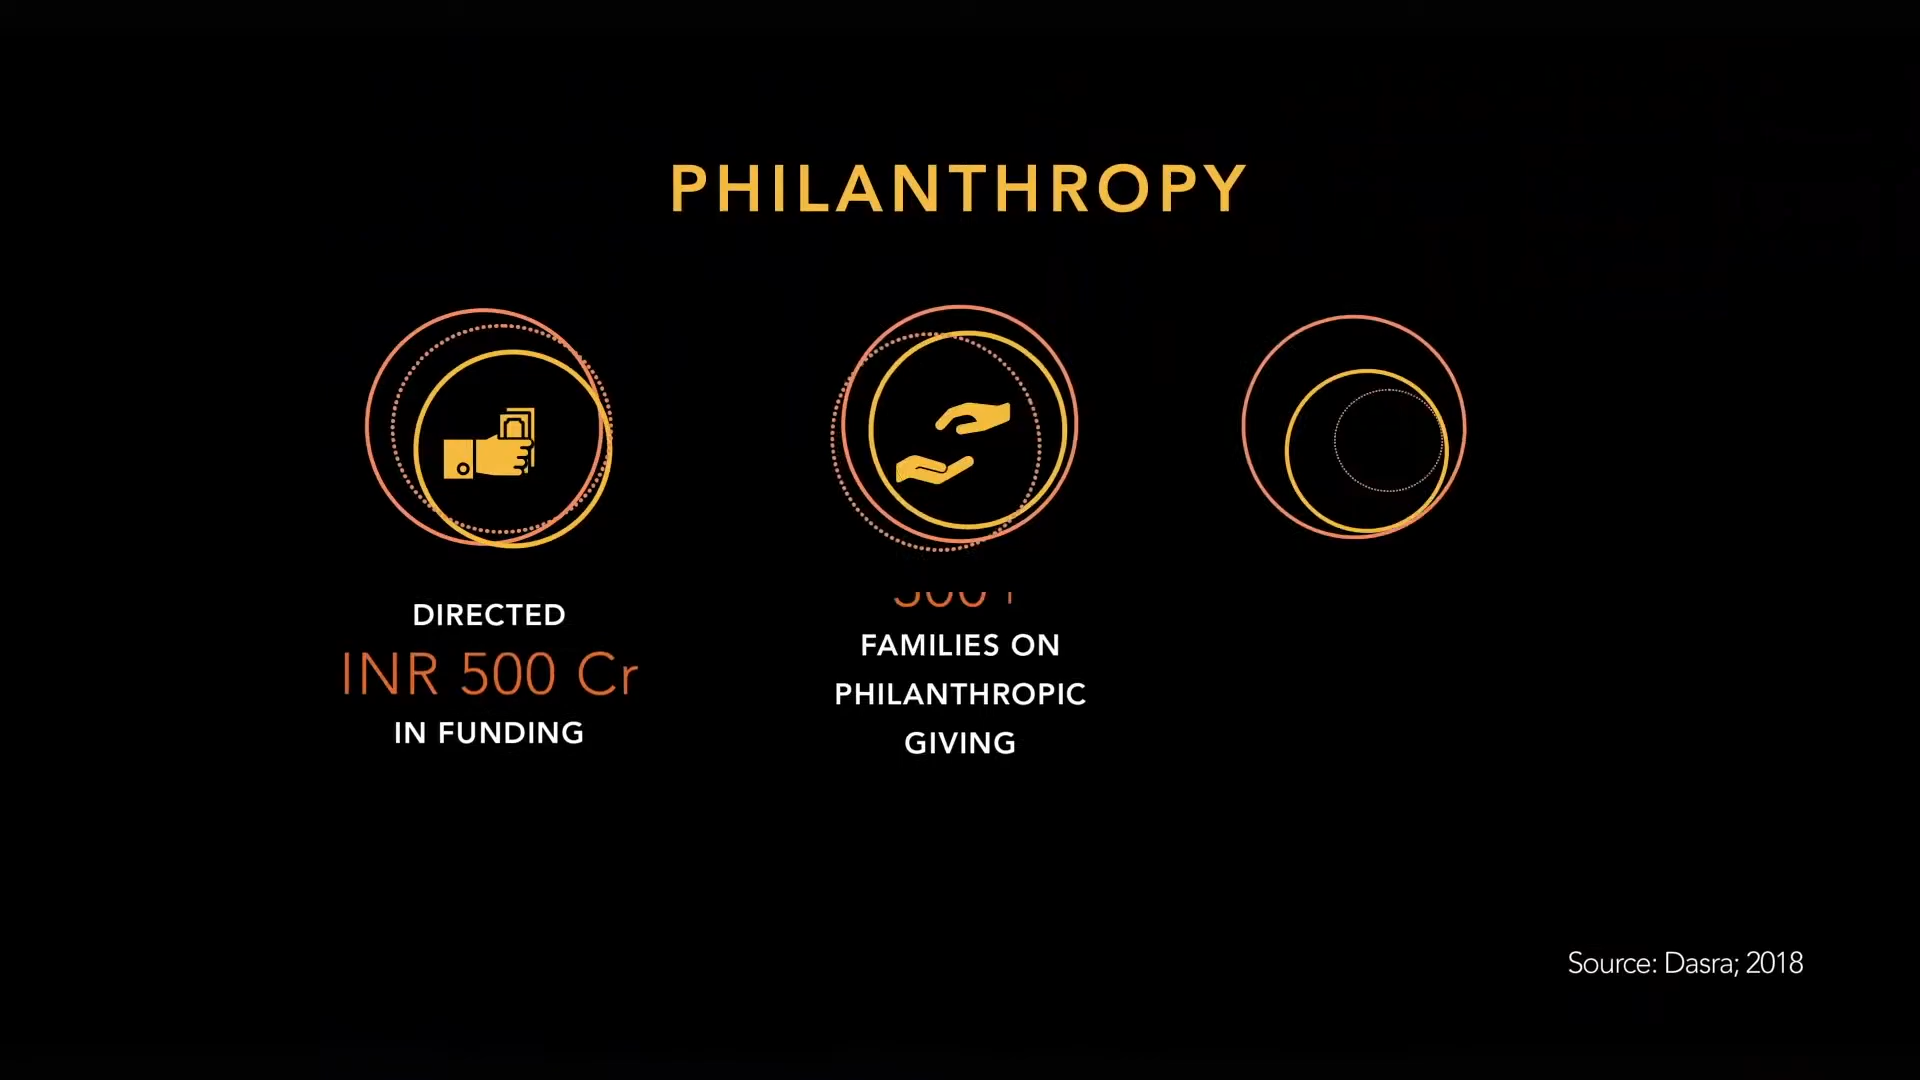 PHILANTHROPY
DIRECTED
INR 500 Cr
IN FUNDING
FAMILIES ON
PHILANTHROPIC
GIVING
Source: Dasra; 2018